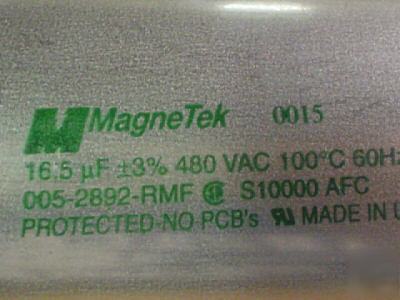 MagneTek 0015
16.5 µF ±3% 480 VAC 100°C 60Hz
005-2892-RMF S10000 AFC
PROTECTED-NO PCB's MADE IN U